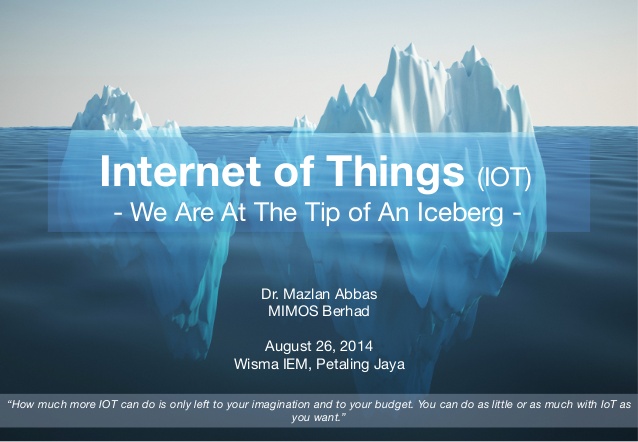 Internet of Things (IOT)
- We Are At The Tip of An Iceberg -
Dr. Mazlan Abbas
MIMOS Berhad
August 26, 2014
Wisma IEM, Petaling Jaya
“How much more IOT can do is only left to your imagination and to your budget. You can do as little or as much with IoT as
you want.”